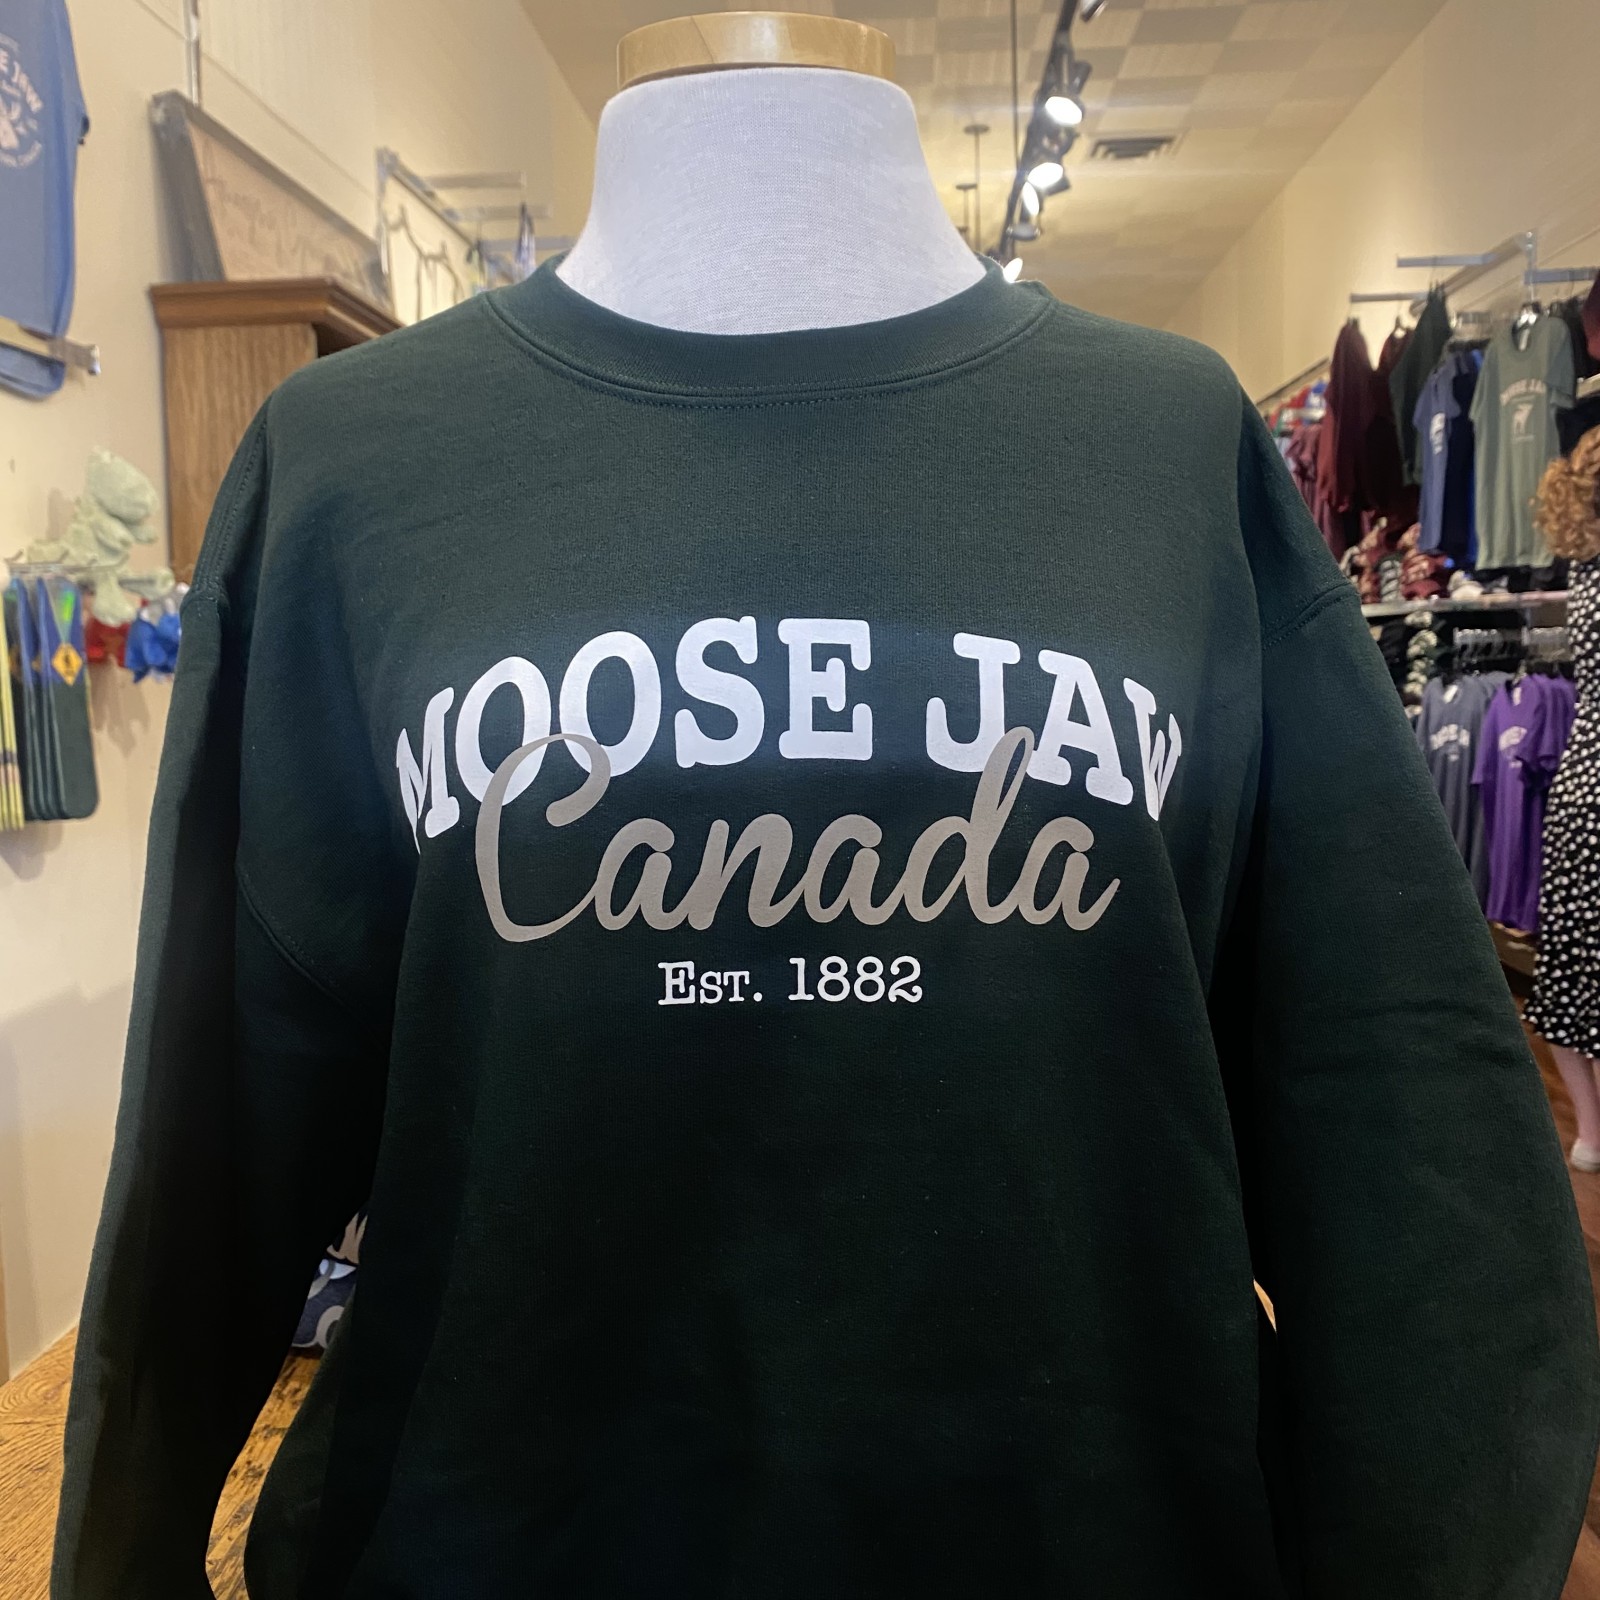 MOOSE JAW
Canada
EST. 1882